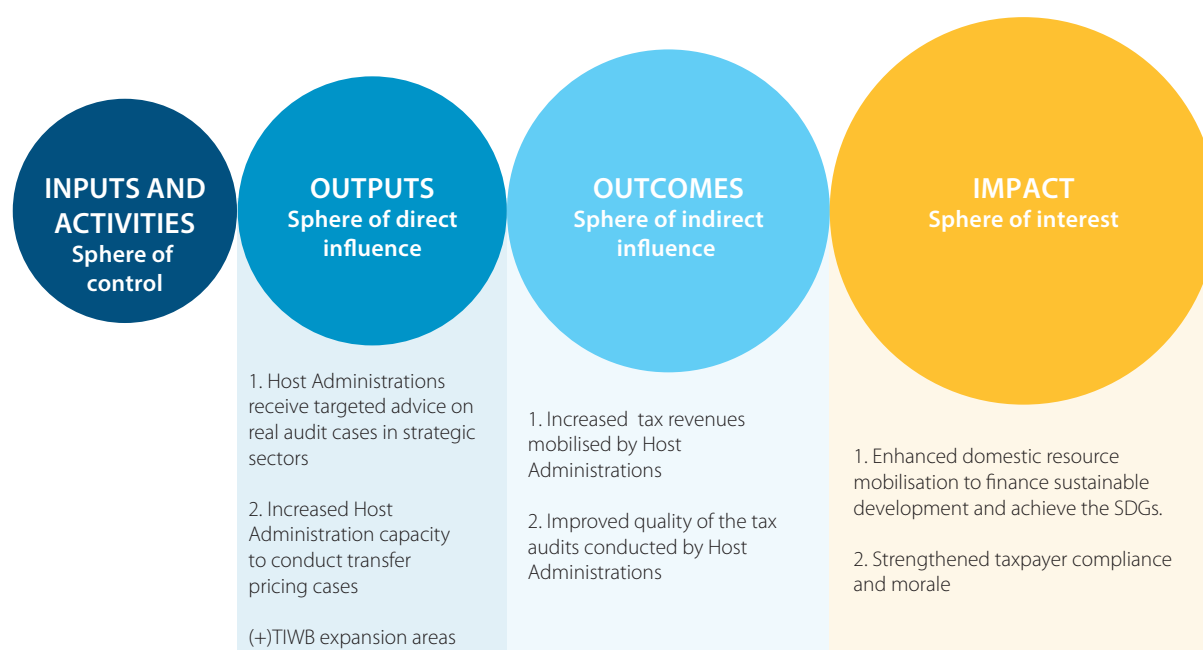 INPUTS AND
ACTIVITIES
Sphere of
control
OUTPUTS
Sphere of direct
influence
1. Host Administrations
receive targeted advice on
real audit cases in strategic
sectors
2. Increased Host
Administration capacity
to conduct transfer
pricing cases
(+)TIWB expansion areas
OUTCOMES
Sphere of indirect
influence
1. Increased tax revenues
mobilised by Host
Administrations
2. Improved quality of the tax
audits conducted by Host
Administrations
IMPACT
Sphere of interest
1. Enhanced domestic resource
mobilisation to finance sustainable
development and achieve the SDGs.
2. Strengthened taxpayer compliance
and morale